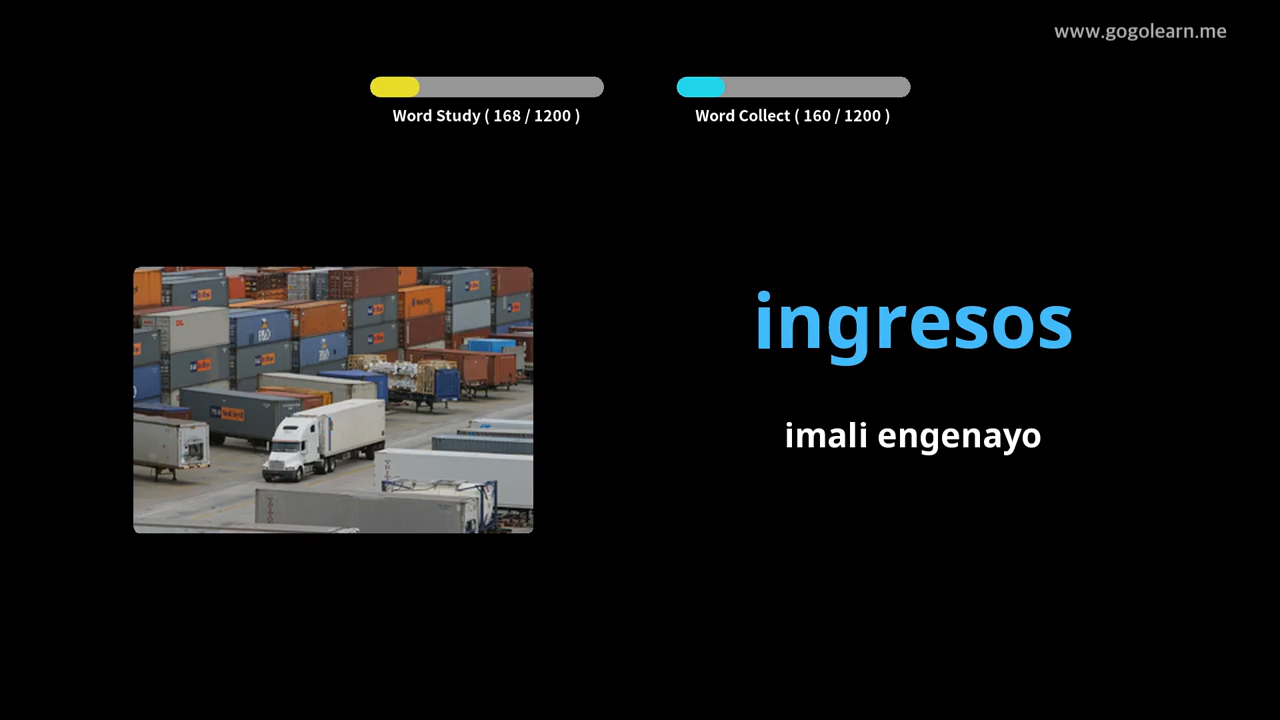 www.gogolearn.me
Word Study ( 168 / 1200 )
Word Collect ( 160 / 1200 )
ingresos
imali engenayo
P&O